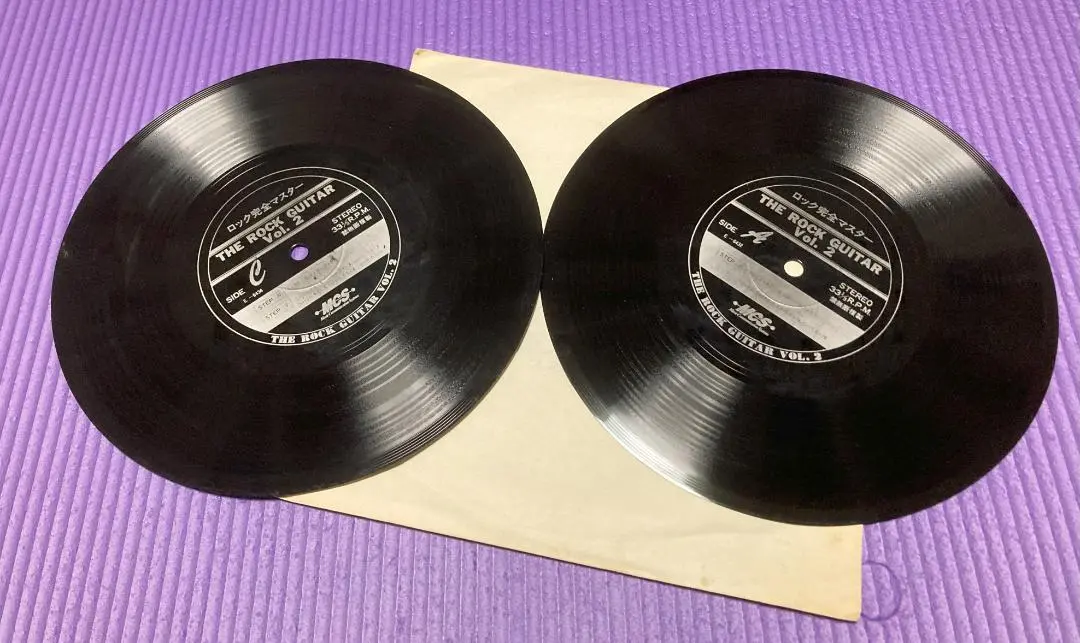 ロック完全マスター
THE ROCK GUITAR
Vol. 2
STEREO
33⅓R.P.M.
SIDE C
STEP
STEP
MCS
THE ROCK GUITAR VOL. 2
ロック完全マスター
THE ROCK GUITAR
Vol. 2
SIDE A
STEREO
33⅓R.P.M.
MCS
THE ROCK GUITAR VOL. 2